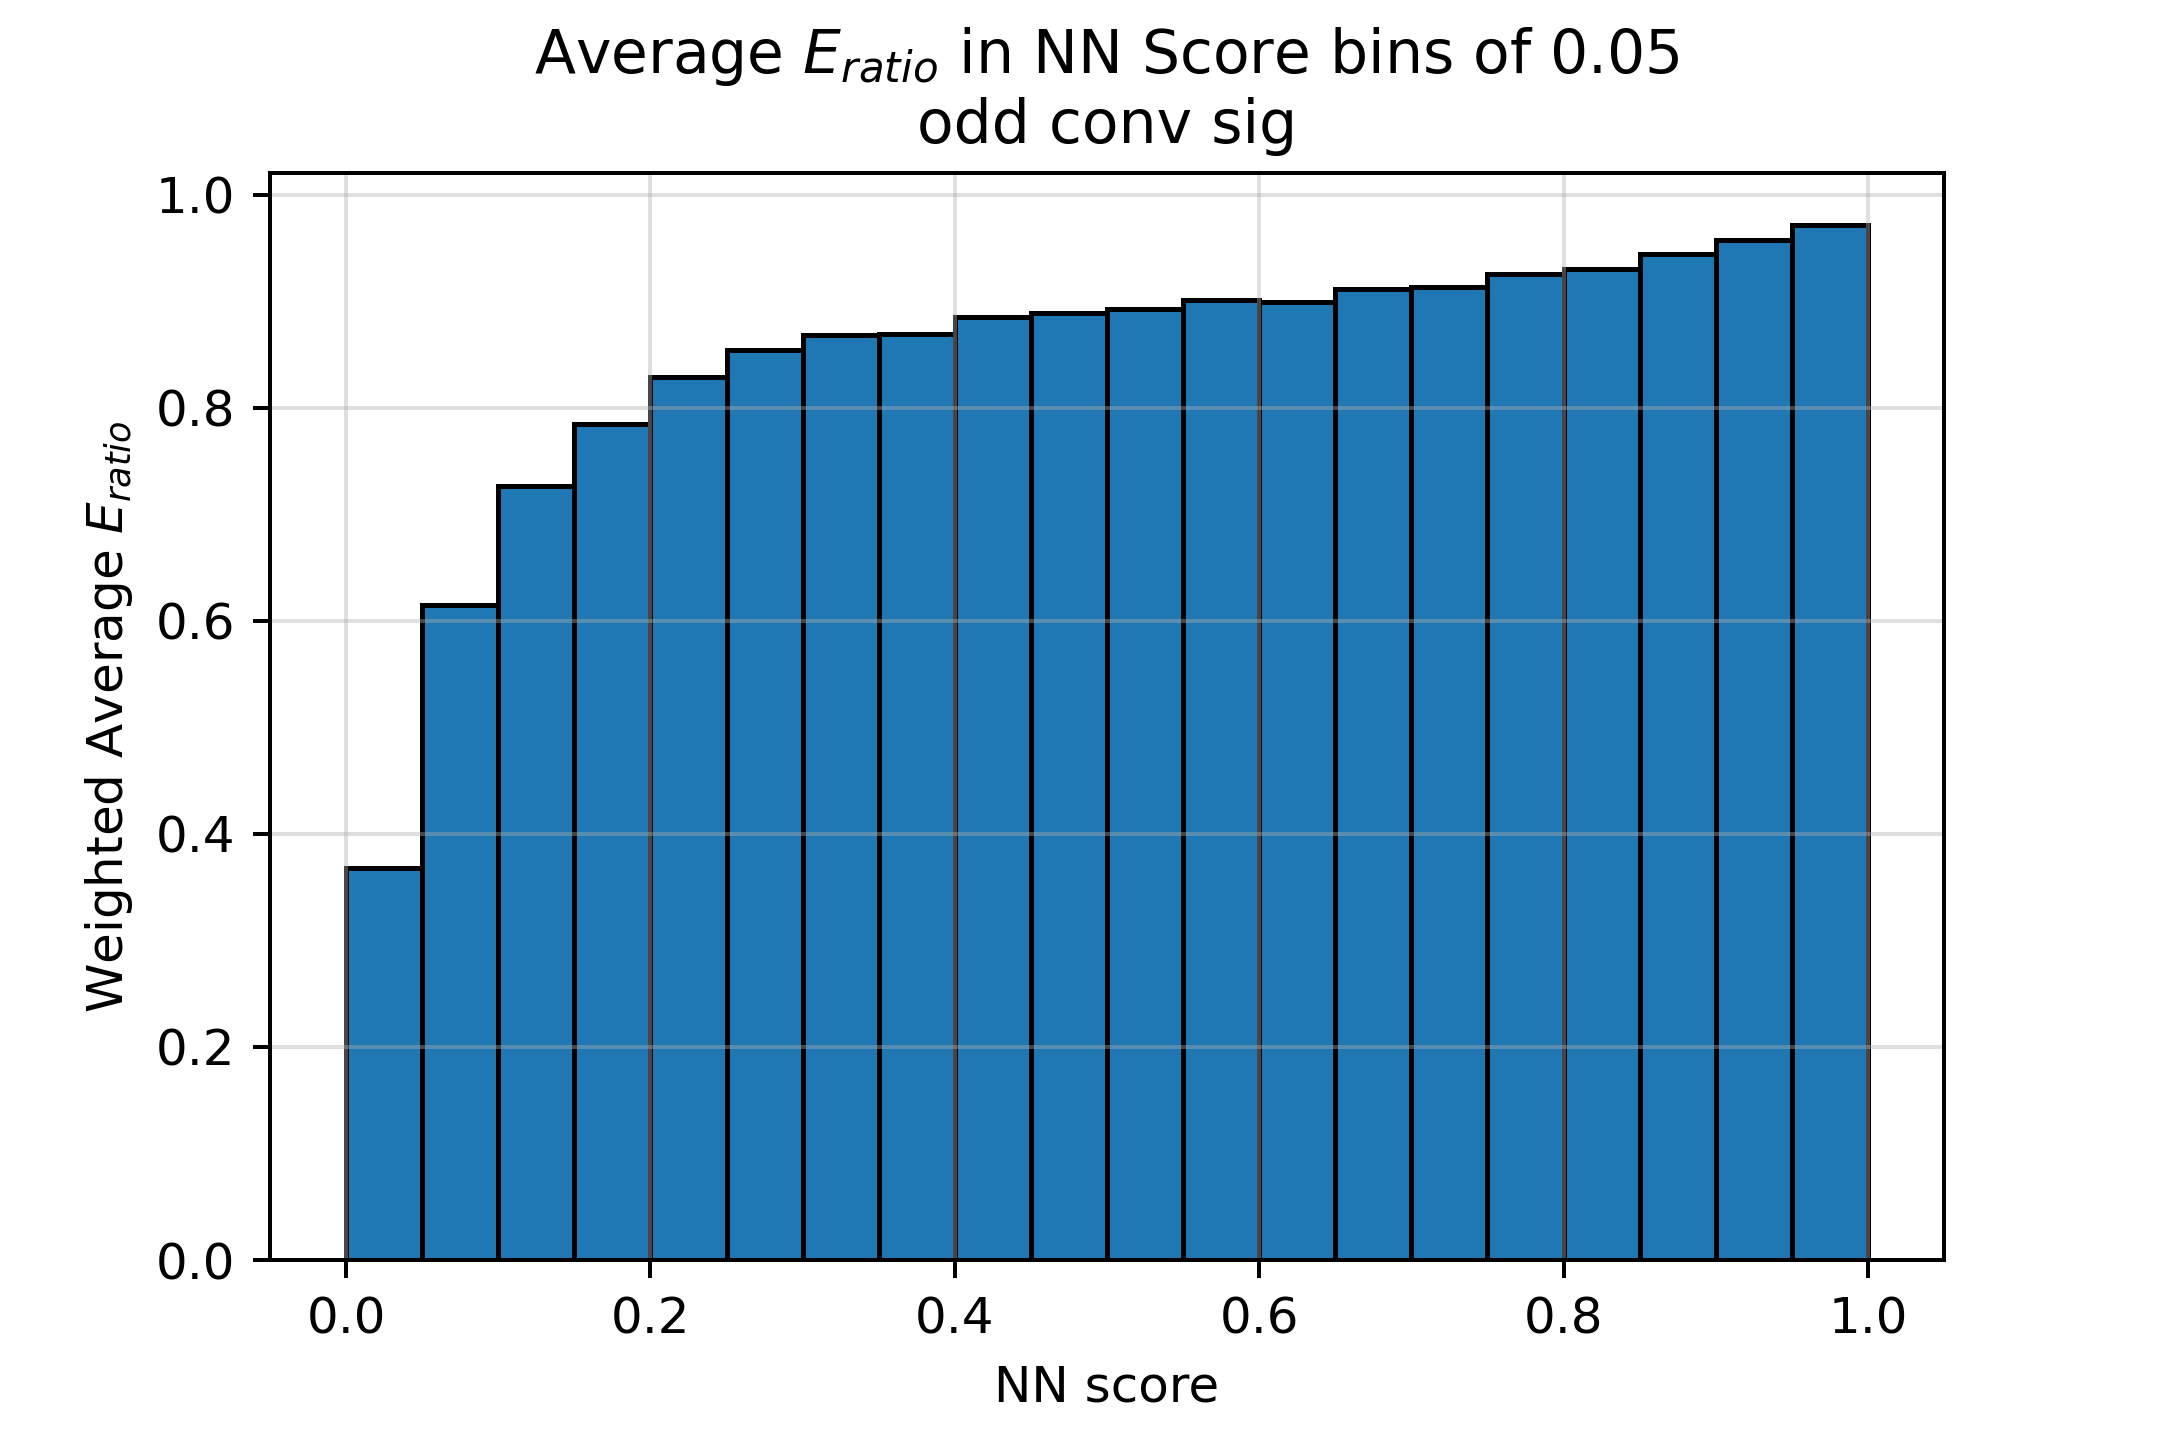 Average E_ratio in NN Score bins of 0.05
odd conv sig
Weighted Average E_ratio
1.0
0.8
0.6
0.4
0.2
0.0
0.0 0.2 0.4 0.6 0.8 1.0
NN score